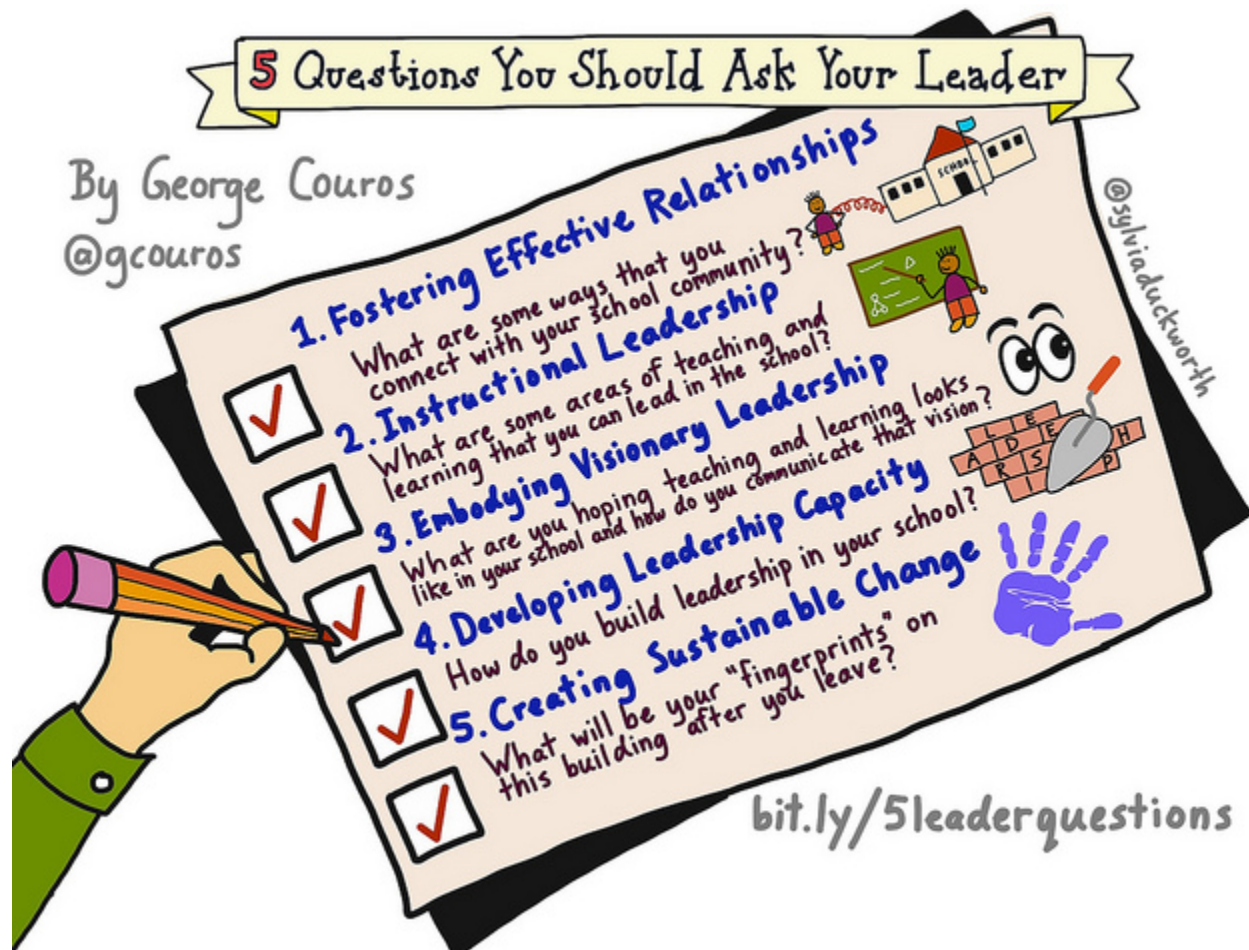 5 Questions You Should Ask Your Leader
By George Couros
@gcouros
@sylviaduckworth
1. Fostering Effective Relationships
What are some ways that you
connect with your school community?
SCHOOL
2. Instructional Leadership
What are some areas of teaching and
learning that you can lead in the school?
3. Embodying Visionary Leadership
What are you hoping teaching and learning looks
like in your school and how do you communicate that vision?
4. Developing Leadership Capacity
How do you build leadership in your school?
L E
A D E
R S H
I P
5. Creating Sustainable Change
What will be your "fingerprints" on
this building after you leave?
bit.ly/5leaderquestions